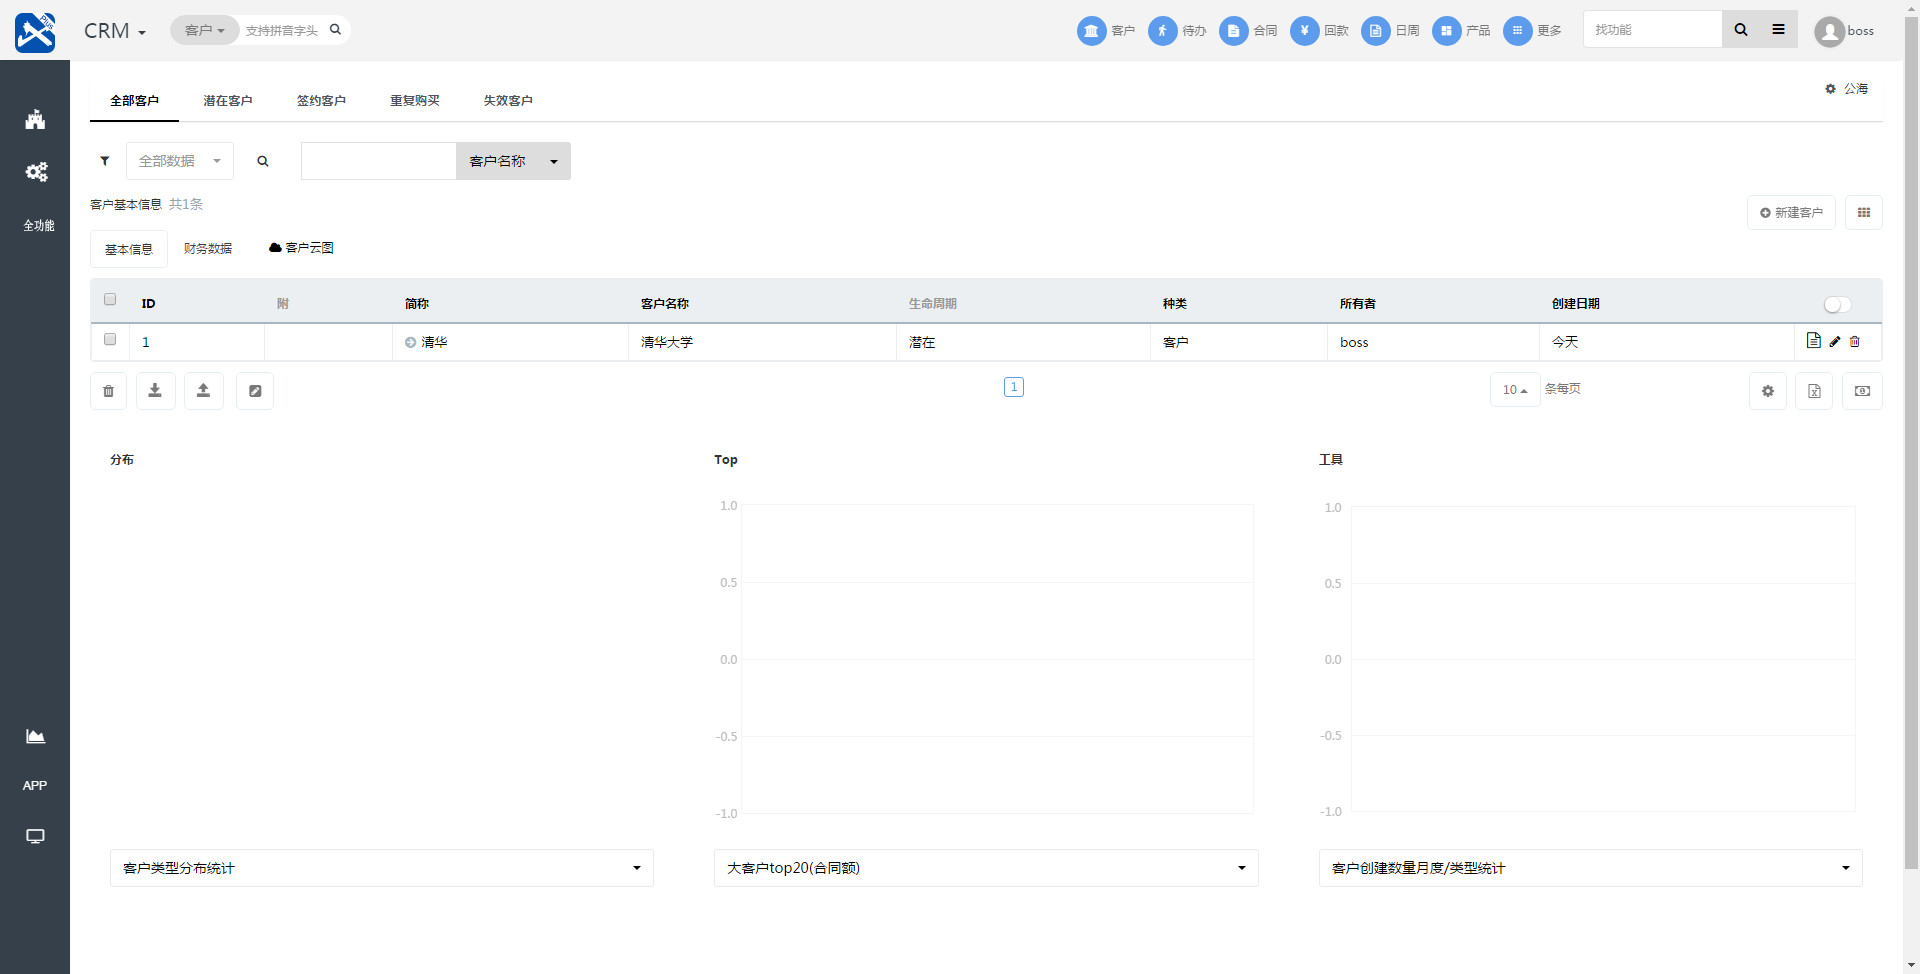 Plus
CRM
客户
支持拼音字头
客户
待办
合同
回款
日周
产品
更多
找功能
boss
全功能
APP
全部客户
潜在客户
签约客户
重复购买
失效客户
公海
全部数据
客户名称
客户基本信息 共1条
新建客户
基本信息
财务数据
客户云图
ID 附 简称 客户名称 生命周期 种类 所有者 创建日期
1 清华 清华大学 潜在 客户 boss 今天
1
10
条每页
分布
Top
工具
1.0
0.5
0.0
-0.5
-1.0
1.0
0.5
0.0
-0.5
-1.0
客户类型分布统计
大客户top20(合同额)
客户创建数量月度/类型统计